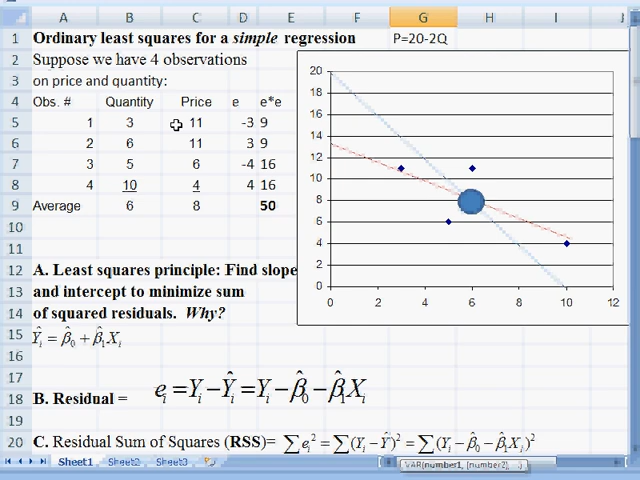 A B C D E F G H I
1 Ordinary least squares for a simple regression P=20-2Q
2 Suppose we have 4 observations
3 on price and quantity:
4 Obs. # Quantity Price e e*e
5 1 3 11 -3 9
6 2 6 11 3 9
7 3 5 6 -4 16
8 4 10 4 4 16
9 Average 6 8 50
10
11
12 A. Least squares principle: Find slope
13 and intercept to minimize sum
14 of squared residuals. Why?
15 Ŷᵢ = β̂₀ + β̂₁Xᵢ
16
17
18 B. Residual = eᵢ = Yᵢ − Ŷᵢ = Yᵢ − β̂₀ − β̂₁Xᵢ
19
20 C. Residual Sum of Squares (RSS)= ∑eᵢ² = ∑(Yᵢ − Ŷ)² = ∑(Yᵢ − β̂₀ − β̂₁Xᵢ)²
20
18
16
14
12
10
8
6
4
2
0
0 2 4 6 8 10 12
Sheet1 Sheet2 Sheet3
VAR(number1, [number2], ...)